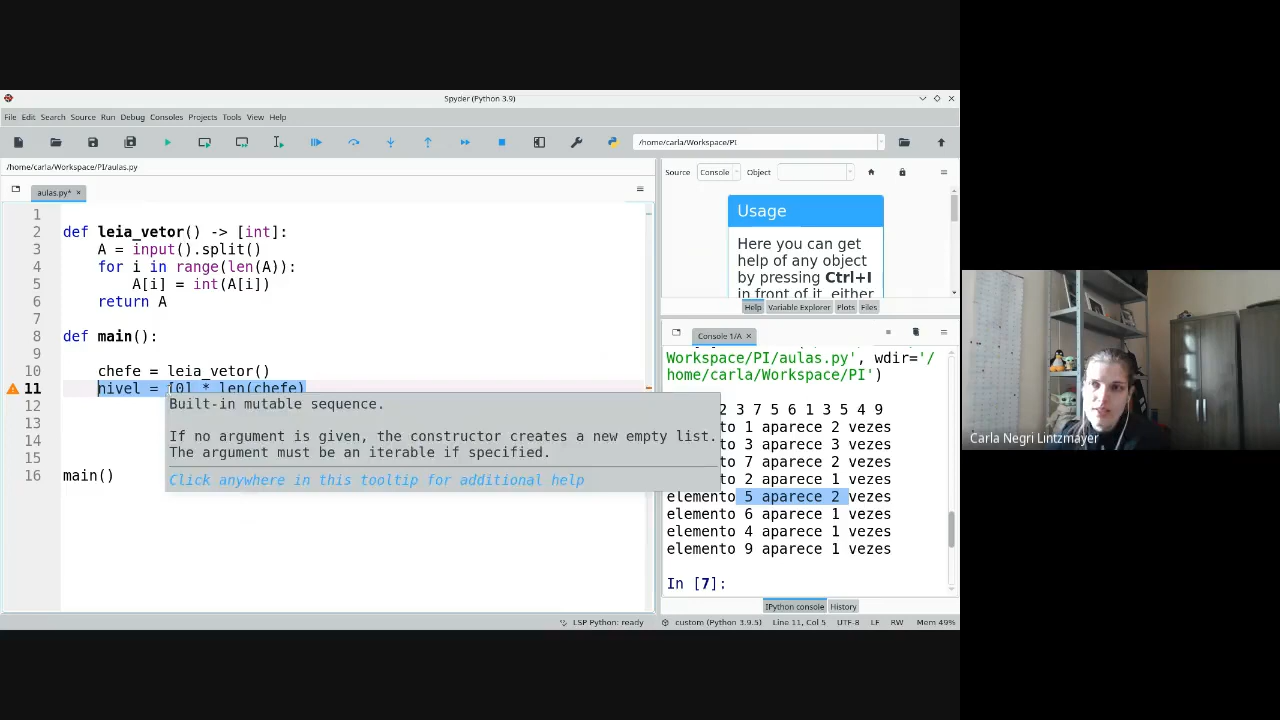 Spyder (Python 3.9)
File Edit Search Source Run Debug Consoles Projects Tools View Help
/home/carla/Workspace/PI
/home/carla/Workspace/PI/aulas.py
aulas.py*
1
2 def leia_vetor() -> [int]:
3 A = input().split()
4 for i in range(len(A)):
5 A[i] = int(A[i])
6 return A
7
8 def main():
9
10 chefe = leia_vetor()
11 nivel = [0] * len(chefe)
12
13
14
15
16 main()
Built-in mutable sequence.
If no argument is given, the constructor creates a new empty list.
The argument must be an iterable if specified.
Click anywhere in this tooltip for additional help
Source Console Object
Usage
Here you can get
help of any object
by pressing Ctrl+I
in front of it, either
Help Variable Explorer Plots Files
Console 1/A
Workspace/PI/aulas.py', wdir='/
home/carla/Workspace/PI')
2 3 7 5 6 1 3 5 4 9
to 1 aparece 2 vezes
to 3 aparece 3 vezes
to 7 aparece 2 vezes
to 2 aparece 1 vezes
elemento 5 aparece 2 vezes
elemento 6 aparece 1 vezes
elemento 4 aparece 1 vezes
elemento 9 aparece 1 vezes
In [7]:
IPython console History
LSP Python: ready custom (Python 3.9.5) Line 11, Col 5 UTF-8 LF RW Mem 49%
Carla Negri Lintzmayer